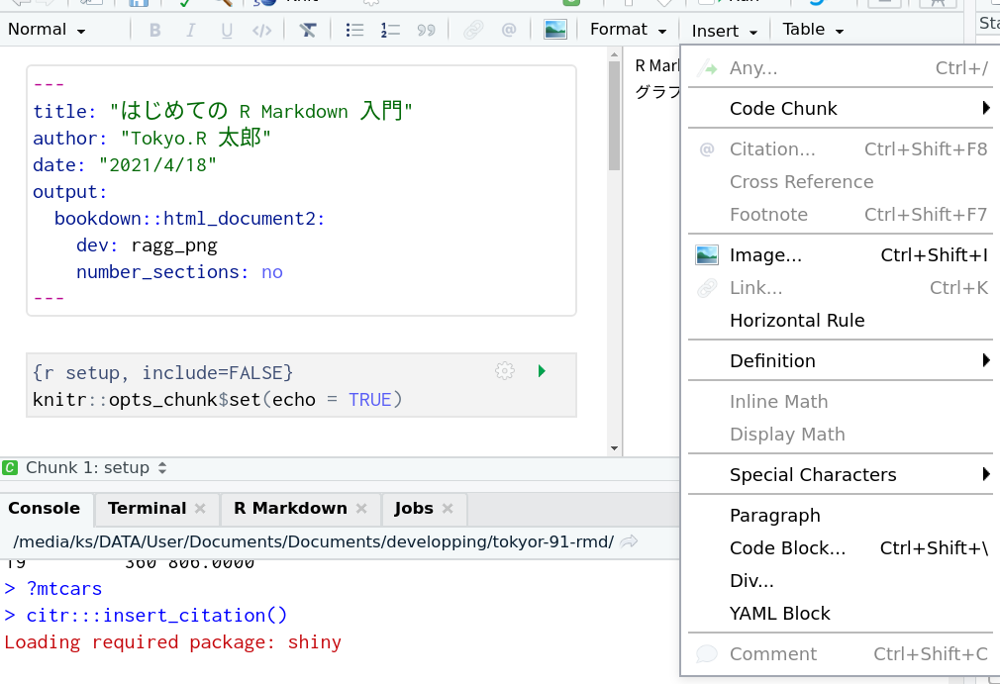 Normal
B I U </> @ Format Insert Table
---
title: "はじめての R Markdown 入門"
author: "Tokyo.R 太郎"
date: "2021/4/18"
output:
bookdown::html_document2:
dev: ragg_png
number_sections: no
---
{r setup, include=FALSE}
knitr::opts_chunk$set(echo = TRUE)
グラフ
C Chunk 1: setup
Any... Ctrl+/
Code Chunk
@ Citation... Ctrl+Shift+F8
Cross Reference
Footnote Ctrl+Shift+F7
Image... Ctrl+Shift+I
Link... Ctrl+K
Horizontal Rule
Definition
Inline Math
Display Math
Special Characters
Paragraph
Code Block... Ctrl+Shift+\
Div...
YAML Block
Comment Ctrl+Shift+C
Console Terminal R Markdown Jobs
/media/ks/DATA/User/Documents/Documents/developping/tokyor-91-rmd/
19 360 806.0000
> ?mtcars
> citr:::insert_citation()
Loading required package: shiny